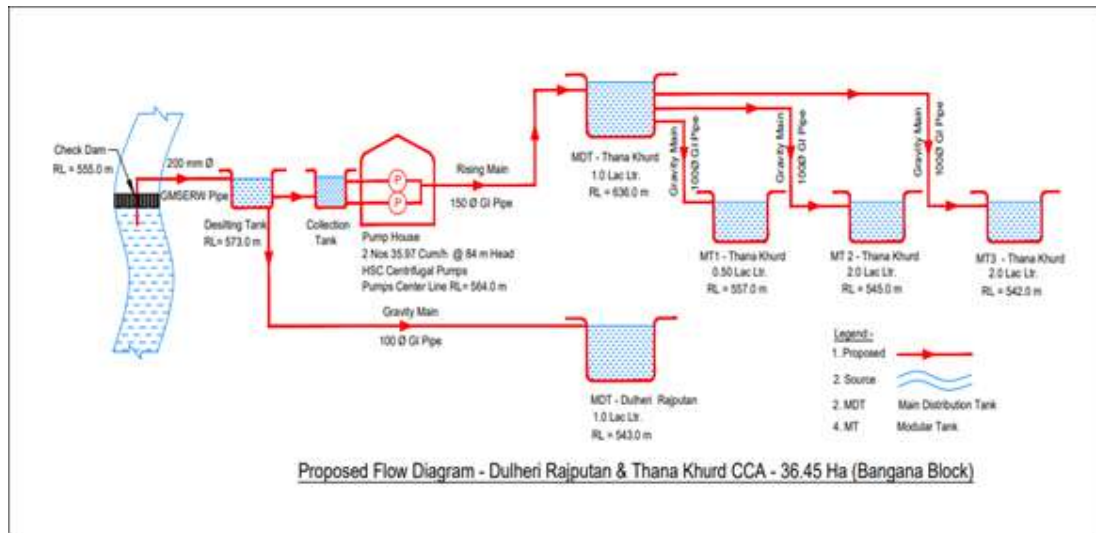 Check Dam
RL = 555.0 m
200 mm Ø
GMSERW Pipe
Desilting Tank
RL= 573.0 m
Collection
Tank
Pump House
2 Nos 35.97 Cum/h @ 84 m Head
HSC Centrifugal Pumps
Pumps Center Line RL= 564.0 m
P
P
Rising Main
150 Ø GI Pipe
MDT - Thana Khurd
1.0 Lac Ltr.
RL = 636.0 m
Gravity Main
100Ø GI Pipe
Gravity Main
100Ø GI Pipe
Gravity Main
100Ø GI Pipe
MT1 - Thana Khurd
0.50 Lac Ltr.
RL = 557.0 m
MT 2 - Thana Khurd
2.0 Lac Ltr.
RL = 545.0 m
MT3 - Thana Khurd
2.0 Lac Ltr.
RL = 542.0 m
Gravity Main
100 Ø GI Pipe
MDT - Dulheri Rajputan
1.0 Lac Ltr.
RL = 543.0 m
Legend:-
1. Proposed
2. Source
2. MDT Main Distribution Tank
4. MT Modular Tank
Proposed Flow Diagram - Dulheri Rajputan & Thana Khurd CCA - 36.45 Ha (Bangana Block)